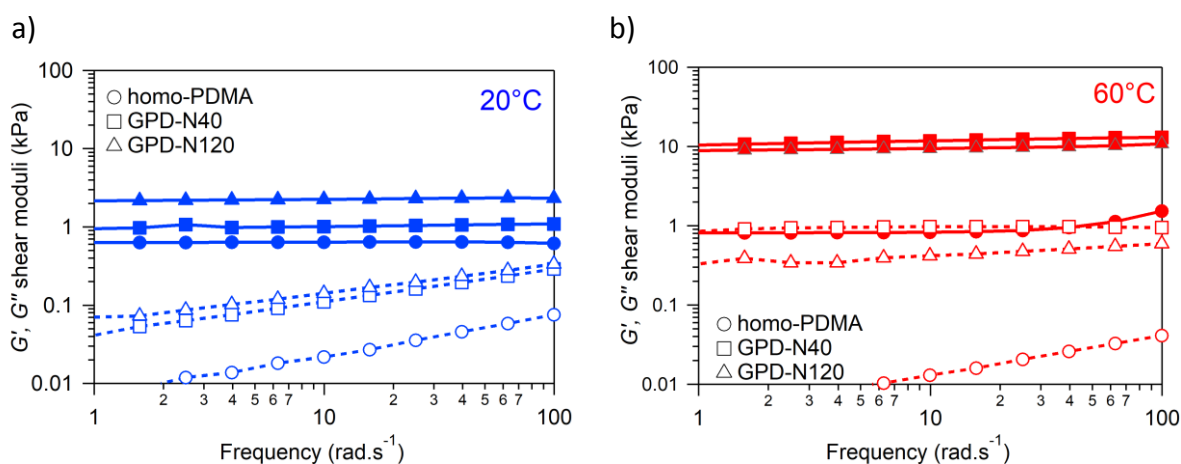 a)
G′, G″ shear moduli (kPa)
100
10
1
0.1
0.01
homo-PDMA
GPD-N40
GPD-N120
20°C
1 2 3 4 5 6 7 10 2 3 4 5 6 7 100
Frequency (rad.s⁻¹)
b)
G′, G″ shear moduli (kPa)
100
10
1
0.1
0.01
60°C
homo-PDMA
GPD-N40
GPD-N120
1 2 3 4 5 6 7 10 2 3 4 5 6 7 100
Frequency (rad.s⁻¹)